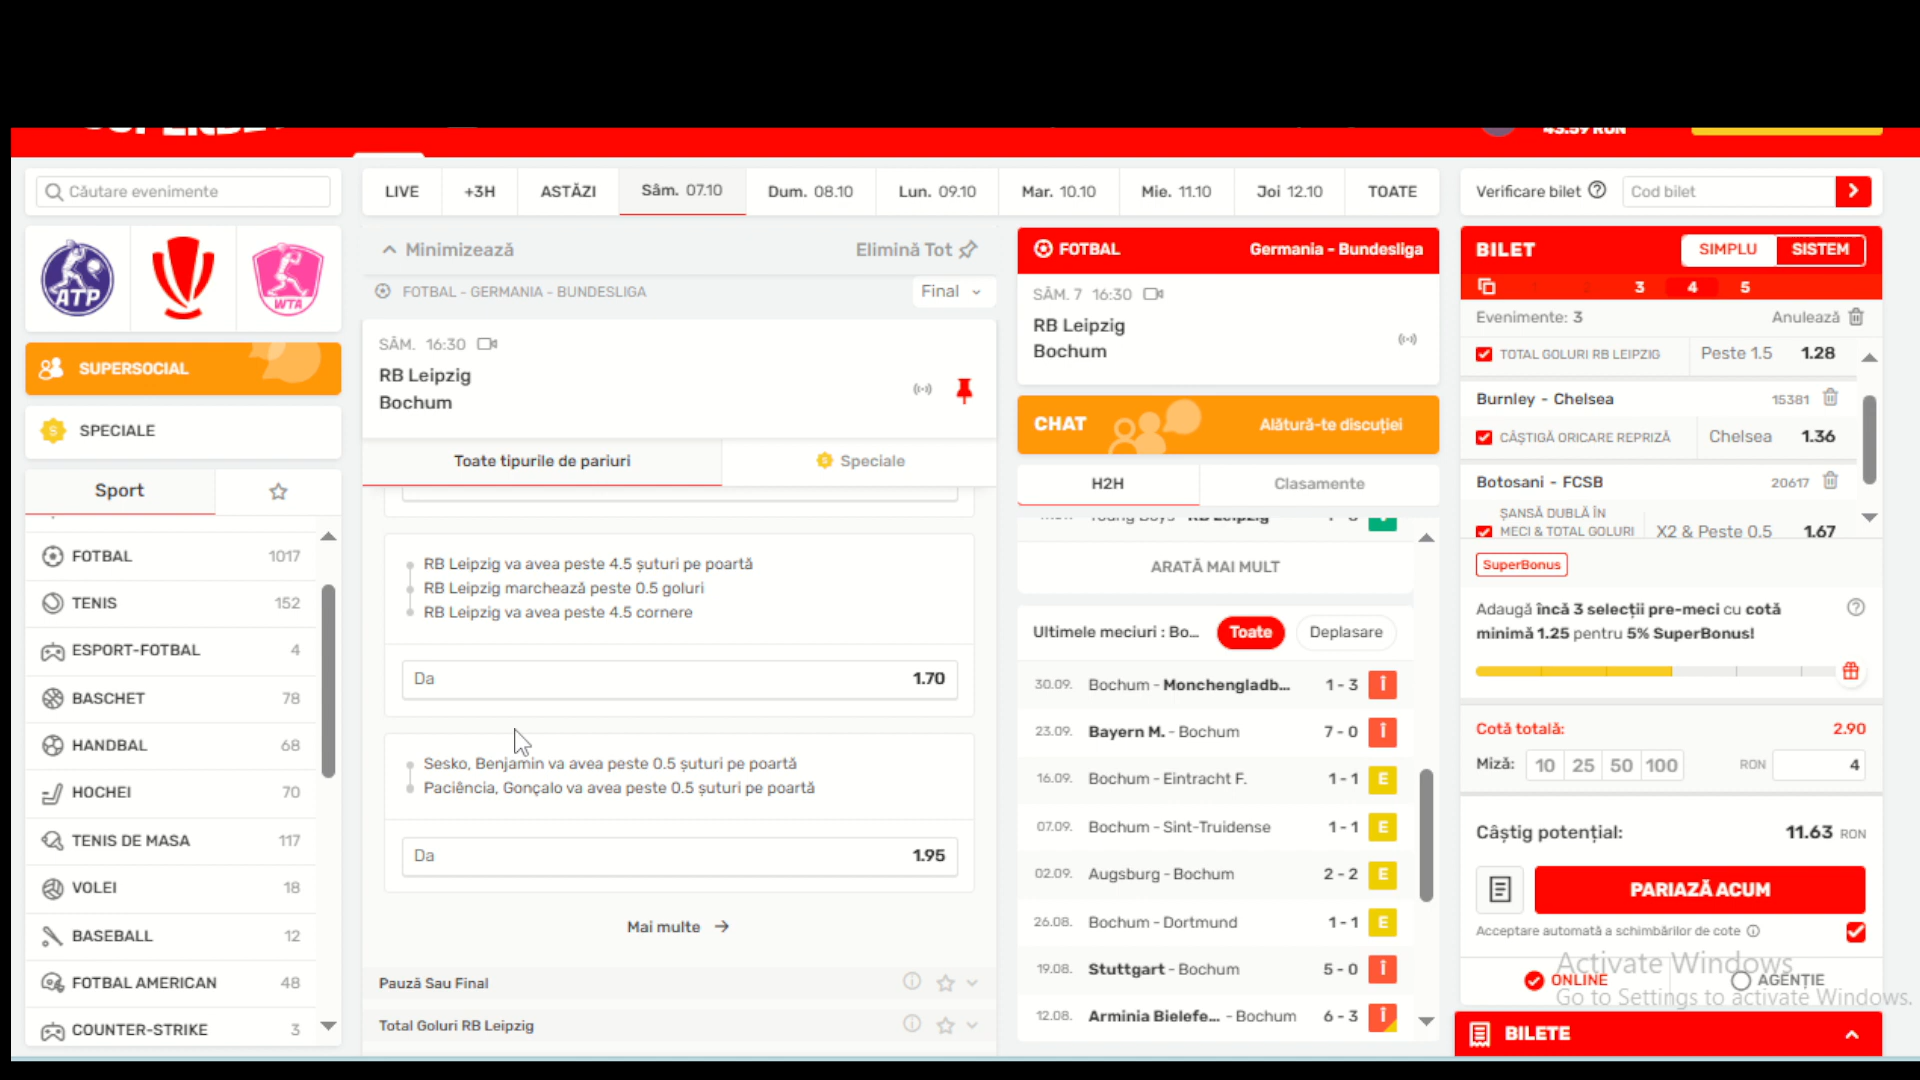 43.59 RON
Căutare evenimente
LIVE
+3H
ASTĂZI
Sâm. 07.10
Dum. 08.10
Lun. 09.10
Mar. 10.10
Mie. 11.10
Joi 12.10
TOATE
Verificare bilet
Cod bilet
ATP
WTA
SUPERSOCIAL
SPECIALE
Sport
FOTBAL 1017
TENIS 152
ESPORT-FOTBAL 4
BASCHET 78
HANDBAL 68
HOCHEI 70
TENIS DE MASA 117
VOLEI 18
BASEBALL 12
FOTBAL AMERICAN 48
COUNTER-STRIKE 3
Minimizează
Elimină Tot
FOTBAL - GERMANIA - BUNDESLIGA
Final
SÂM. 16:30
RB Leipzig
Bochum
Toate tipurile de pariuri
Speciale
RB Leipzig va avea peste 4.5 șuturi pe poartă
RB Leipzig marchează peste 0.5 goluri
RB Leipzig va avea peste 4.5 cornere
Da 1.70
Sesko, Benjamin va avea peste 0.5 șuturi pe poartă
Paciência, Gonçalo va avea peste 0.5 șuturi pe poartă
Da 1.95
Mai multe
Pauză Sau Final
Total Goluri RB Leipzig
FOTBAL
Germania - Bundesliga
SÂM. 7 16:30
RB Leipzig
Bochum
CHAT
Alătură-te discuției
H2H
Clasamente
Young Boys - RB Leipzig
ARATĂ MAI MULT
Ultimele meciuri : Bo...
Toate
Deplasare
30.09. Bochum - Monchengladb... 1 - 3 Î
23.09. Bayern M. - Bochum 7 - 0 Î
16.09. Bochum - Eintracht F. 1 - 1 E
07.09. Bochum - Sint-Truidense 1 - 1 E
02.09. Augsburg - Bochum 2 - 2 E
26.08. Bochum - Dortmund 1 - 1 E
19.08. Stuttgart - Bochum 5 - 0 Î
12.08. Arminia Bielefe... - Bochum 6 - 3 Î
BILET
SIMPLU
SISTEM
3 4 5
Evenimente: 3
Anulează
TOTAL GOLURI RB LEIPZIG Peste 1.5 1.28
Burnley - Chelsea 15381
CÂȘTIGĂ ORICARE REPRIZĂ Chelsea 1.36
Botosani - FCSB 20617
ȘANSĂ DUBLĂ ÎN
MECI & TOTAL GOLURI X2 & Peste 0.5 1.67
SuperBonus
Adaugă încă 3 selecții pre-meci cu cotă
minimă 1.25 pentru 5% SuperBonus!
Cotă totală: 2.90
Miză: 10 25 50 100 RON 4
Câștig potențial: 11.63 RON
PARIAZĂ ACUM
Acceptare automată a schimbărilor de cote
ONLINE
AGENȚIE
Activate Windows
Go to Settings to activate Windows.
BILETE